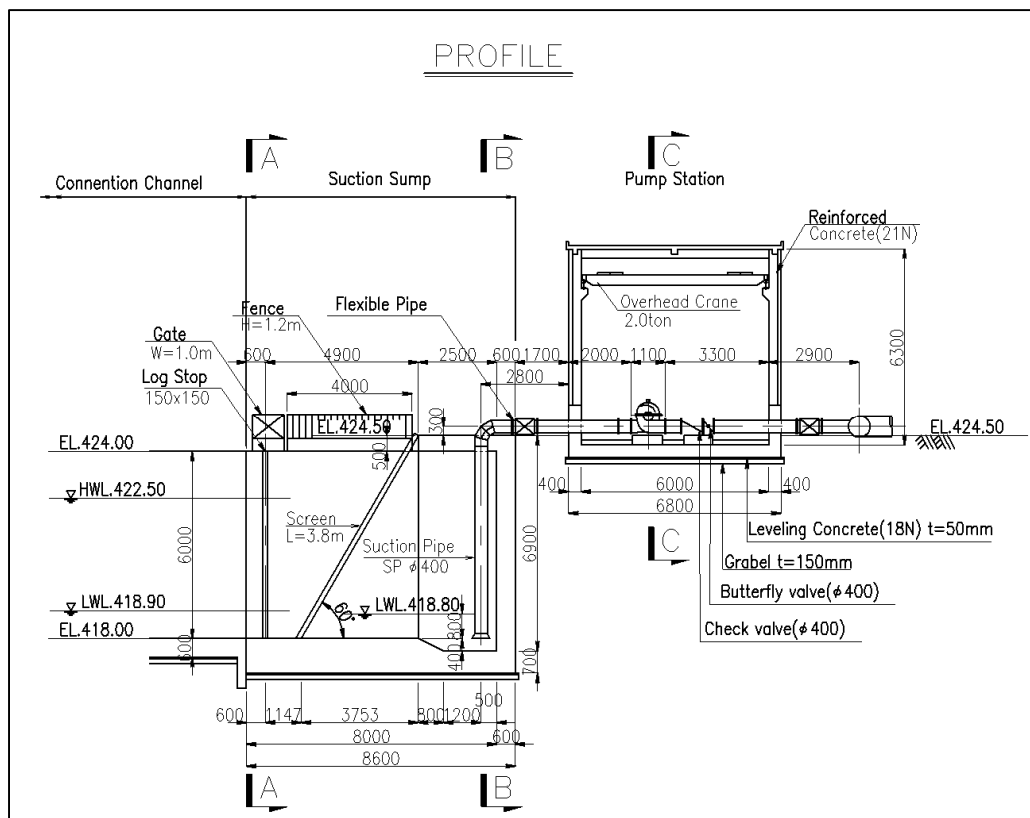 PROFILE
A
B
C
Connention Channel
Suction Sump
Pump Station
Reinforced
Concrete(21N)
Overhead Crane
2.0ton
Fence
H=1.2m
Flexible Pipe
Gate
W=1.0m
600
4900
2500
600
1700
2000
1100
3300
2900
6300
Log Stop
150x150
4000
2800
EL.424.50
300
EL.424.50
EL.424.00
500
HWL.422.50
400
6000
400
6800
Screen
L=3.8m
Suction Pipe
SP φ400
6000
6900
C
Leveling Concrete(18N) t=50mm
Grabel t=150mm
Butterfly valve(φ400)
Check valve(φ400)
LWL.418.90
LWL.418.80
60°
EL.418.00
800
400
600
700
500
600
1147
3753
800
1200
8000
600
8600
A
B